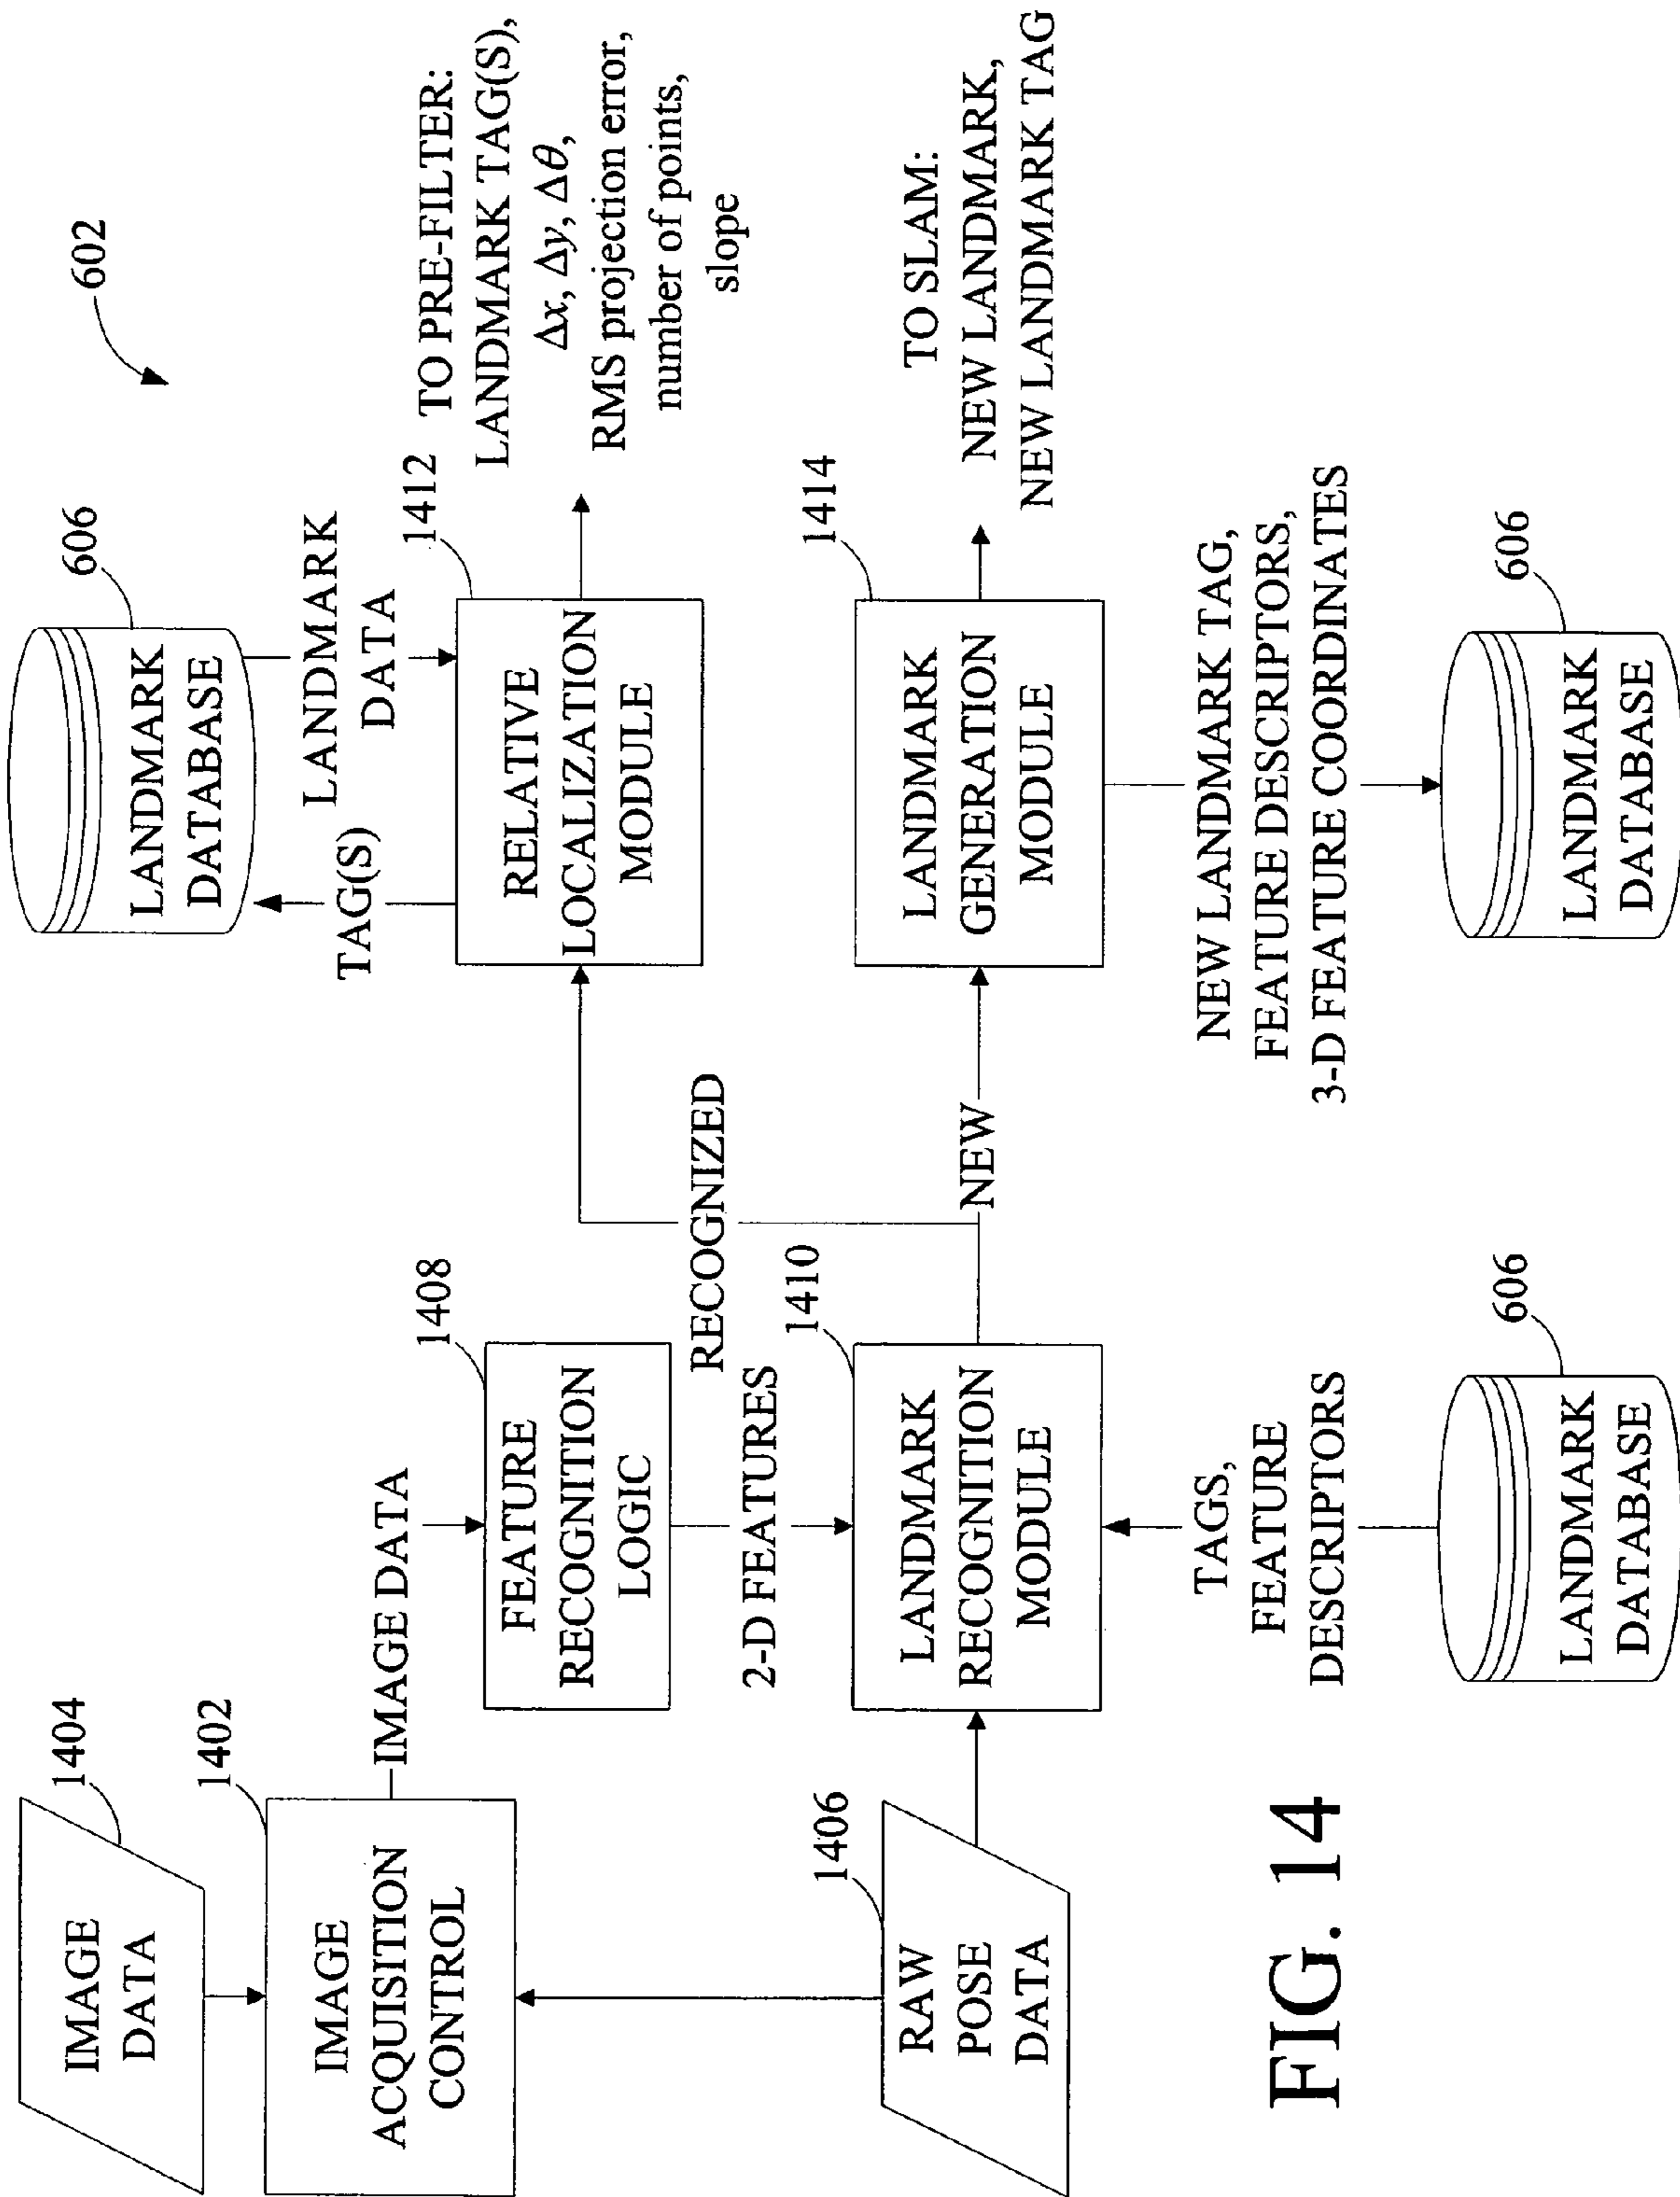 602
IMAGE
DATA
1404
IMAGE
ACQUISITION
CONTROL
1402
IMAGE DATA
RAW
POSE
DATA
1406
FEATURE
RECOGNITION
LOGIC
1408
2-D FEATURES
LANDMARK
RECOGNITION
MODULE
1410
TAGS,
FEATURE
DESCRIPTORS
LANDMARK
DATABASE
606
RECOGNIZED
NEW
LANDMARK
DATABASE
606
TAG(S)
LANDMARK
DATA
RELATIVE
LOCALIZATION
MODULE
1412
TO PRE-FILTER:
LANDMARK TAG(S),
Δx, Δy, Δθ,
RMS projection error,
number of points,
slope
LANDMARK
GENERATION
MODULE
1414
TO SLAM:
NEW LANDMARK,
NEW LANDMARK TAG
NEW LANDMARK TAG,
FEATURE DESCRIPTORS,
3-D FEATURE COORDINATES
LANDMARK
DATABASE
606
FIG. 14